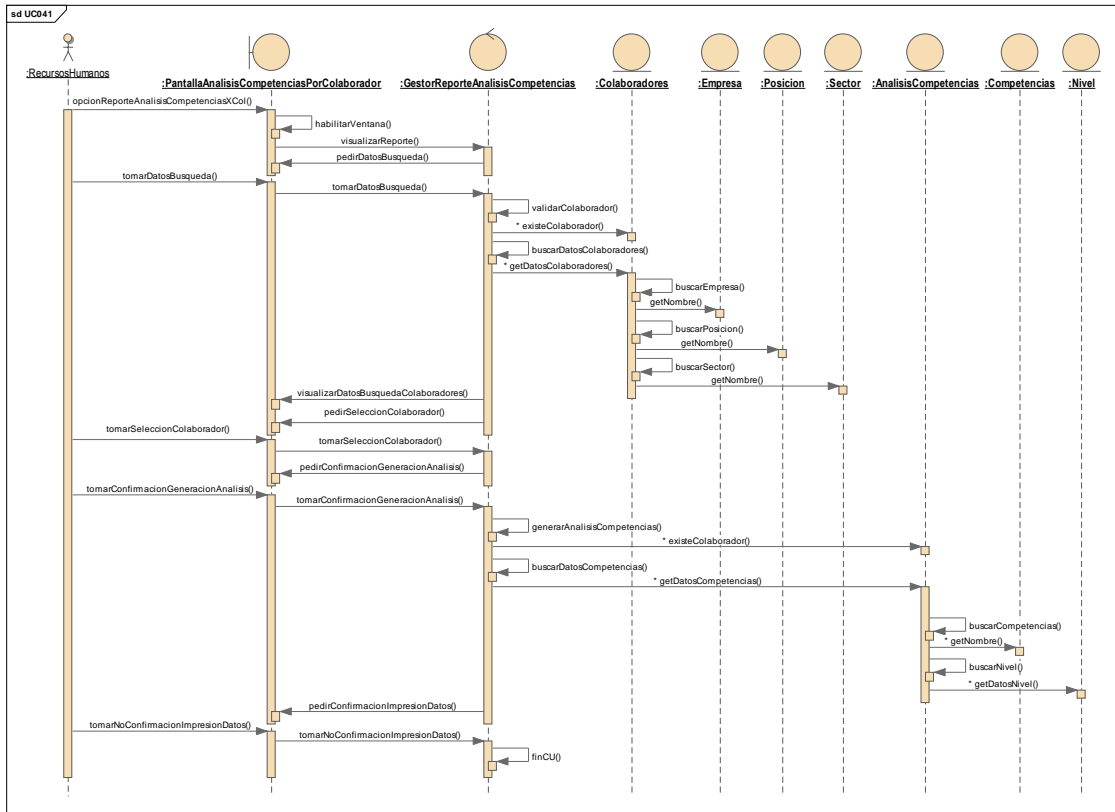 sd UC041
:RecursosHumanos
:PantallaAnalisisCompetenciasPorColaborador
:GestorReporteAnalisisCompetencias
:Colaboradores
:Empresa
:Posicion
:Sector
:AnalisisCompetencias
:Competencias
:Nivel
opcionReporteAnalisisCompetenciasXCol()
habilitarVentana()
visualizarReporte()
pedirDatosBusqueda()
tomarDatosBusqueda()
tomarDatosBusqueda()
validarColaborador()
* existeColaborador()
buscarDatosColaboradores()
* getDatosColaboradores()
buscarEmpresa()
getNombre()
buscarPosicion()
getNombre()
buscarSector()
getNombre()
visualizarDatosBusquedaColaboradores()
pedirSeleccionColaborador()
tomarSeleccionColaborador()
tomarSeleccionColaborador()
pedirConfirmacionGeneracionAnalisis()
tomarConfirmacionGeneracionAnalisis()
tomarConfirmacionGeneracionAnalisis()
generarAnalisisCompetencias()
* existeColaborador()
buscarDatosCompetencias()
* getDatosCompetencias()
buscarCompetencias()
* getNombre()
buscarNivel()
* getDatosNivel()
pedirConfirmacionImpresionDatos()
tomarNoConfirmacionImpresionDatos()
tomarNoConfirmacionImpresionDatos()
finCU()